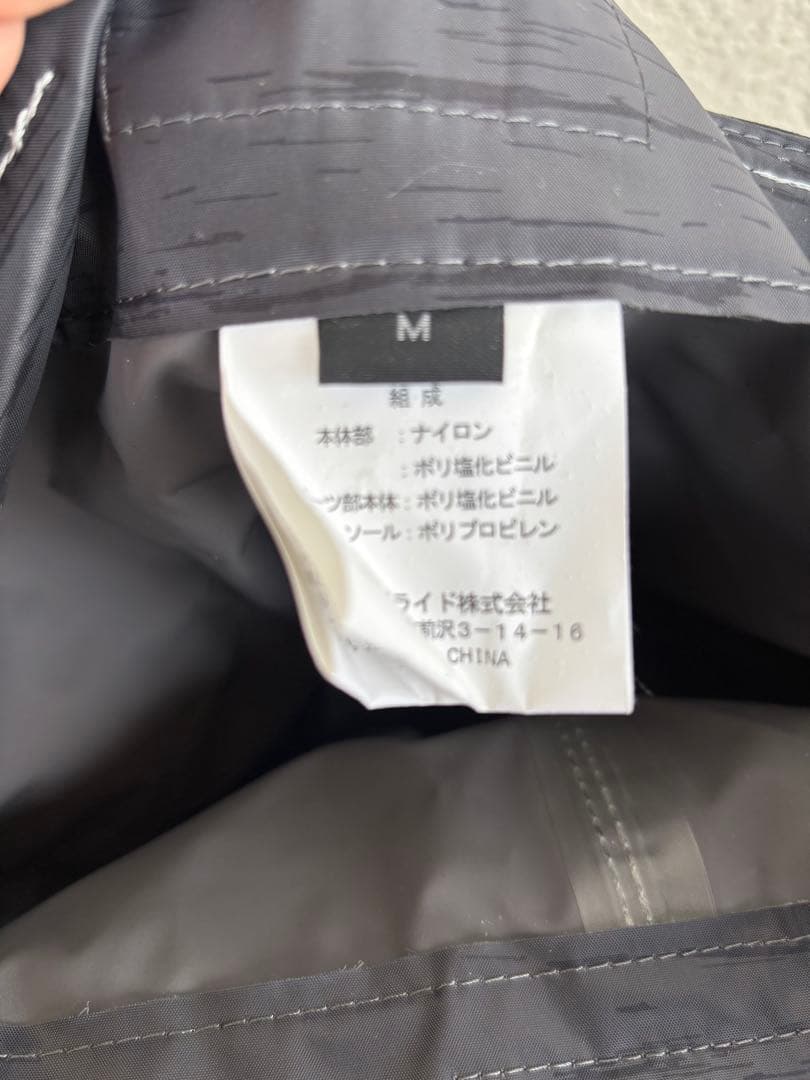 M
組成
本体部 :ナイロン
:ポリ塩化ビニル
ツ部本体:ポリ塩化ビニル
ソール:ポリプロピレン
ライド株式会社
前沢3-14-16
CHINA